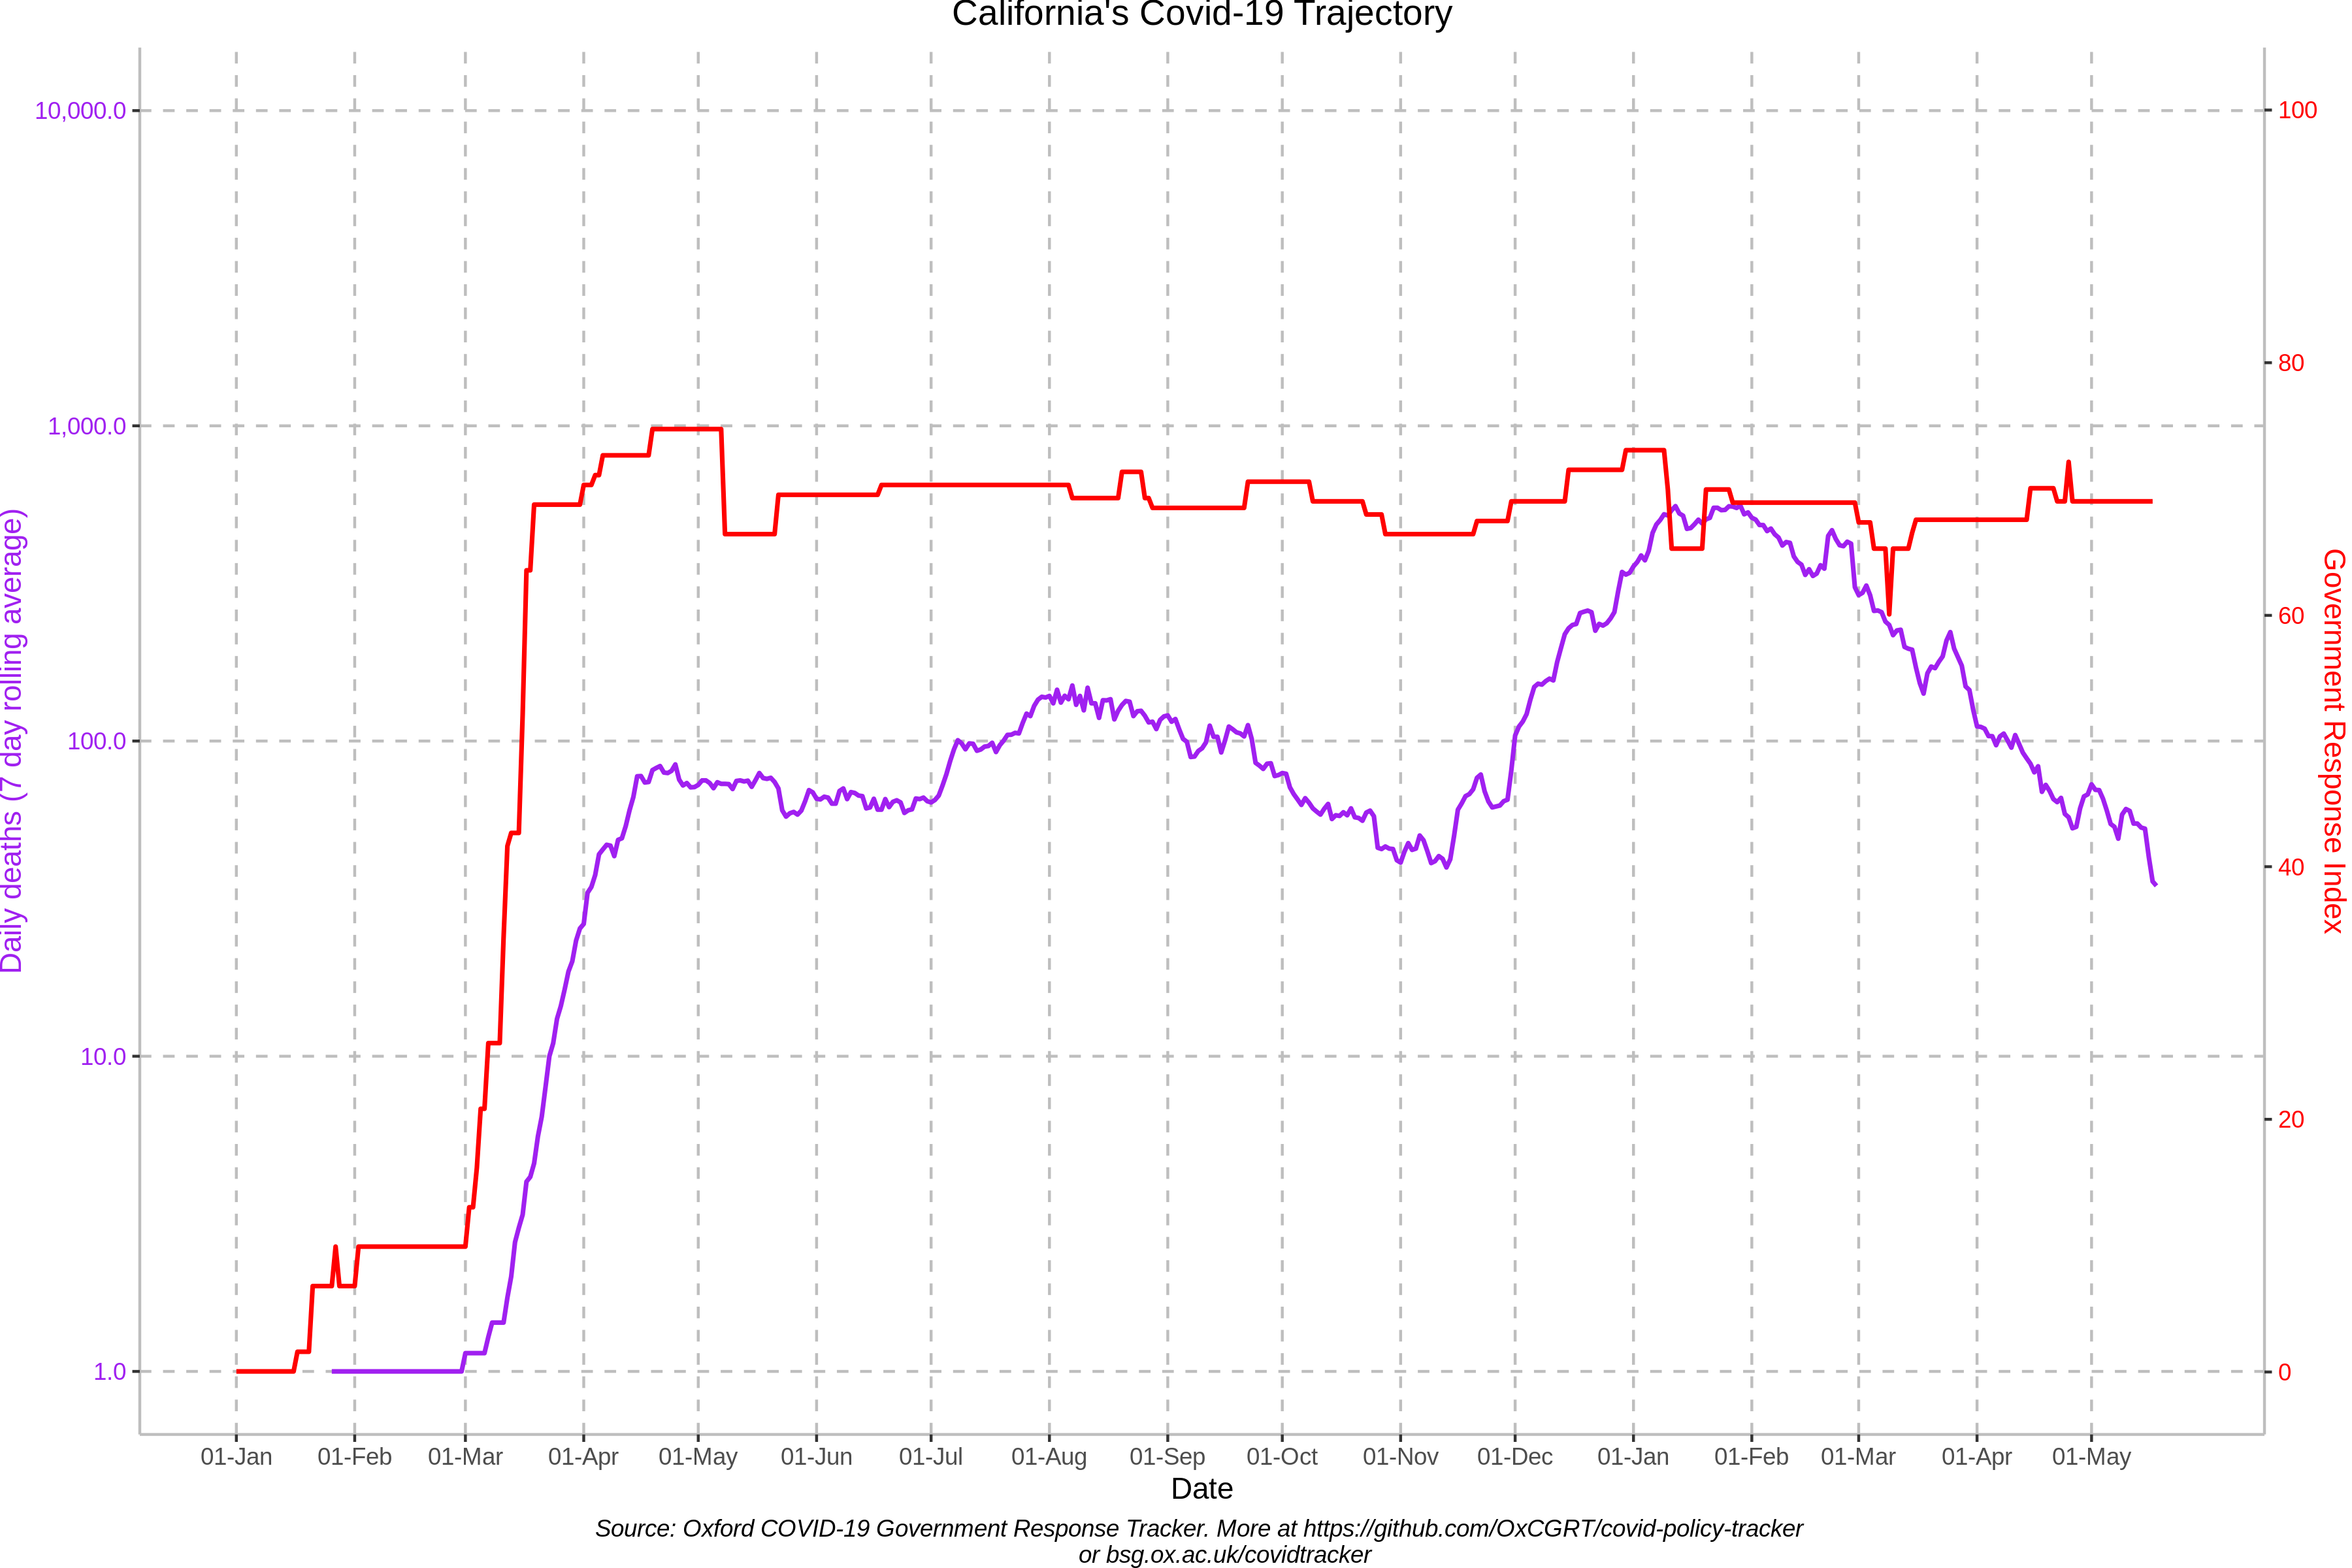 California's Covid-19 Trajectory
10,000.0
1,000.0
100.0
10.0
1.0
Daily deaths (7 day rolling average)
100
80
60
40
20
0
Government Response Index
01-Jan 01-Feb 01-Mar 01-Apr 01-May 01-Jun 01-Jul 01-Aug 01-Sep 01-Oct 01-Nov 01-Dec 01-Jan 01-Feb 01-Mar 01-Apr 01-May
Date
Source: Oxford COVID-19 Government Response Tracker. More at https://github.com/OxCGRT/covid-policy-tracker
or bsg.ox.ac.uk/covidtracker